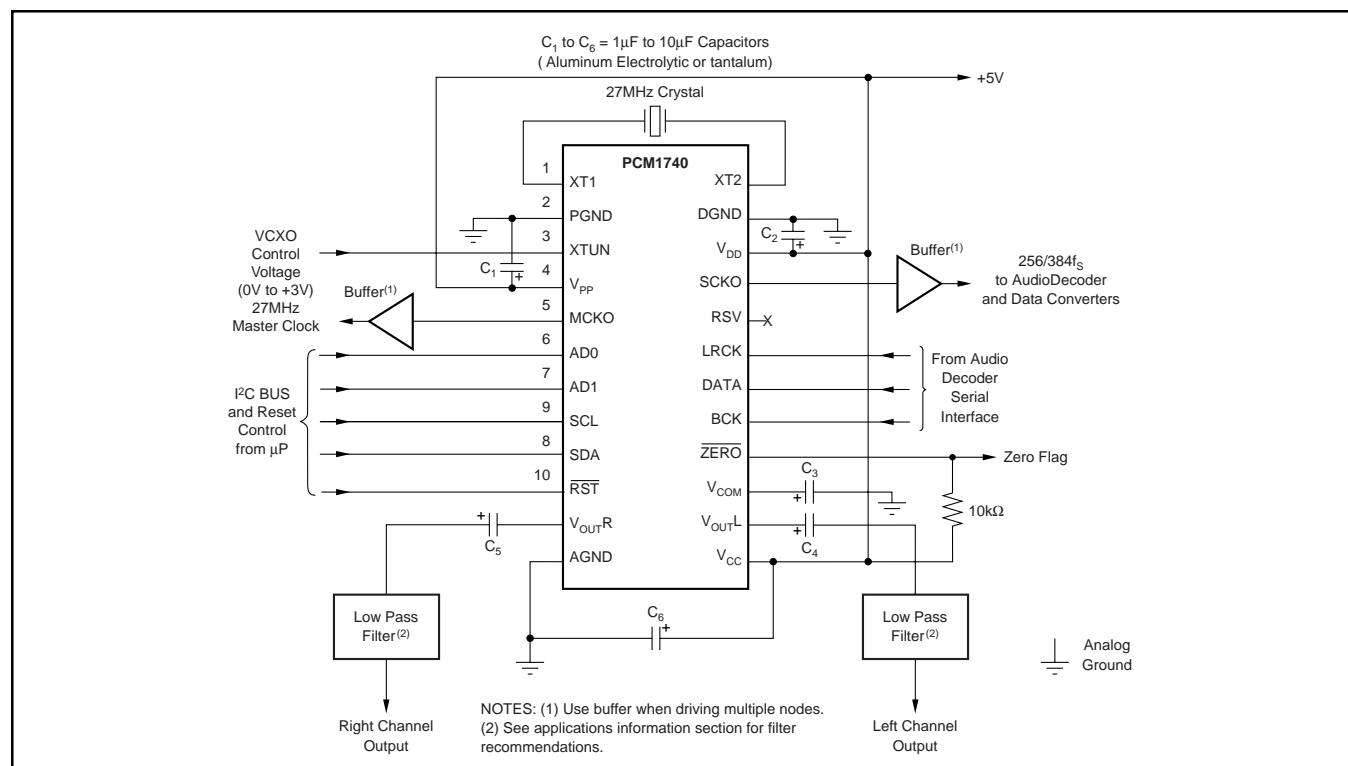 C1 to C6 = 1µF to 10µF Capacitors
( Aluminum Electrolytic or tantalum)
+5V
27MHz Crystal
PCM1740
1
XT1
XT2
2
PGND
DGND
C2
+
3
XTUN
VDD
C1
+
4
VPP
SCKO
5
MCKO
RSV
X
6
AD0
LRCK
7
AD1
DATA
9
SCL
BCK
8
SDA
ZERO
10
RST
VCOM
C3
+
VOUTR
VOUTL
+
C5
+
C4
AGND
VCC
C6
+
VCXO
Control
Voltage
(0V to +3V)
27MHz
Master Clock
Buffer(1)
I2C BUS
and Reset
Control
from µP
Buffer(1)
256/384fS
to AudioDecoder
and Data Converters
From Audio
Decoder
Serial
Interface
Zero Flag
10kΩ
Low Pass
Filter(2)
Low Pass
Filter(2)
Analog
Ground
Right Channel
Output
Left Channel
Output
NOTES: (1) Use buffer when driving multiple nodes.
(2) See applications information section for filter
recommendations.